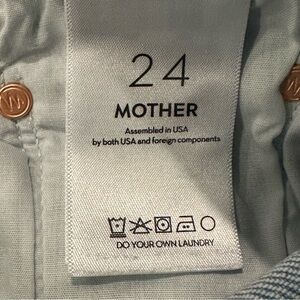 24
MOTHER
Assembled in USA
by both USA and foreign components
DO YOUR OWN LAUNDRY